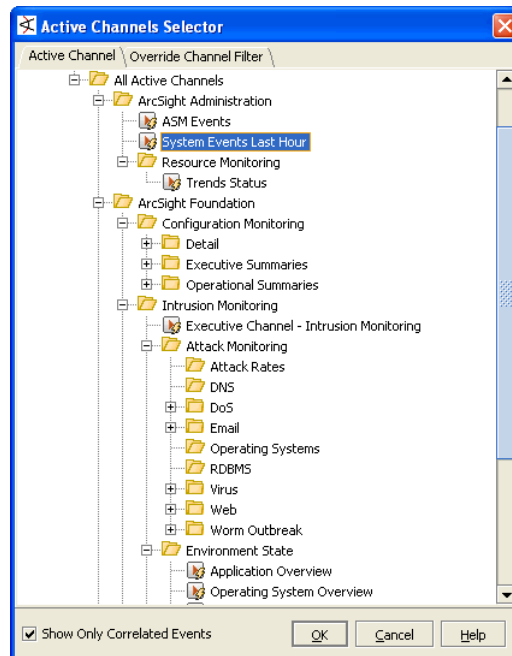 Active Channels Selector
Active Channel Override Channel Filter
All Active Channels
ArcSight Administration
ASM Events
System Events Last Hour
Resource Monitoring
Trends Status
ArcSight Foundation
Configuration Monitoring
Detail
Executive Summaries
Operational Summaries
Intrusion Monitoring
Executive Channel - Intrusion Monitoring
Attack Monitoring
Attack Rates
DNS
DoS
Email
Operating Systems
RDBMS
Virus
Web
Worm Outbreak
Environment State
Application Overview
Operating System Overview
Show Only Correlated Events OK Cancel Help